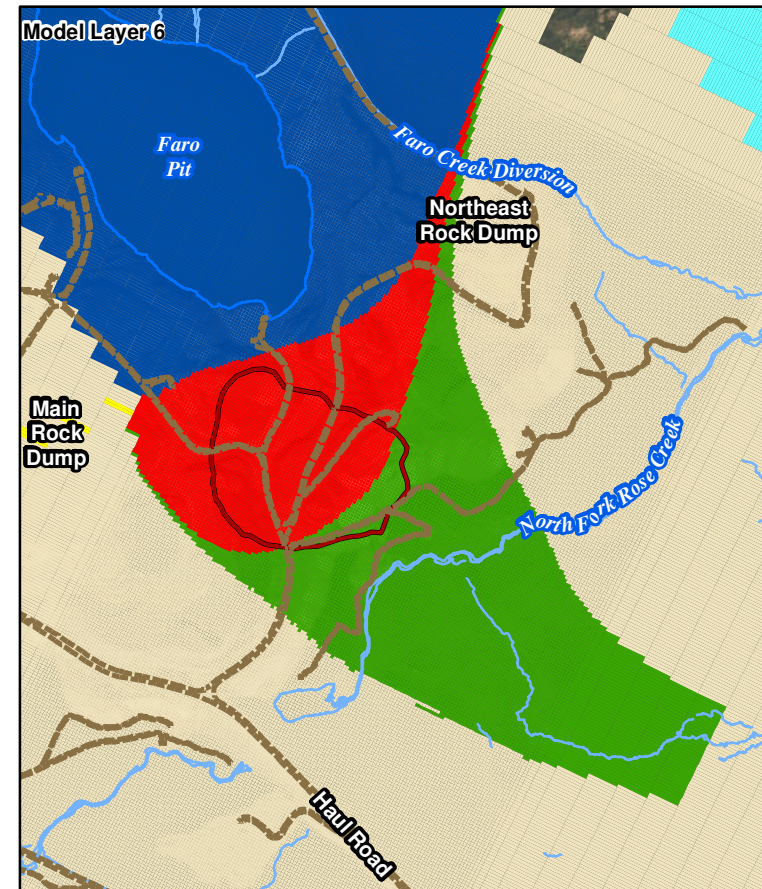 Model Layer 6
Faro
Pit
Faro Creek Diversion
Northeast
Rock Dump
Main
Rock
Dump
North Fork Rose Creek
Haul Road